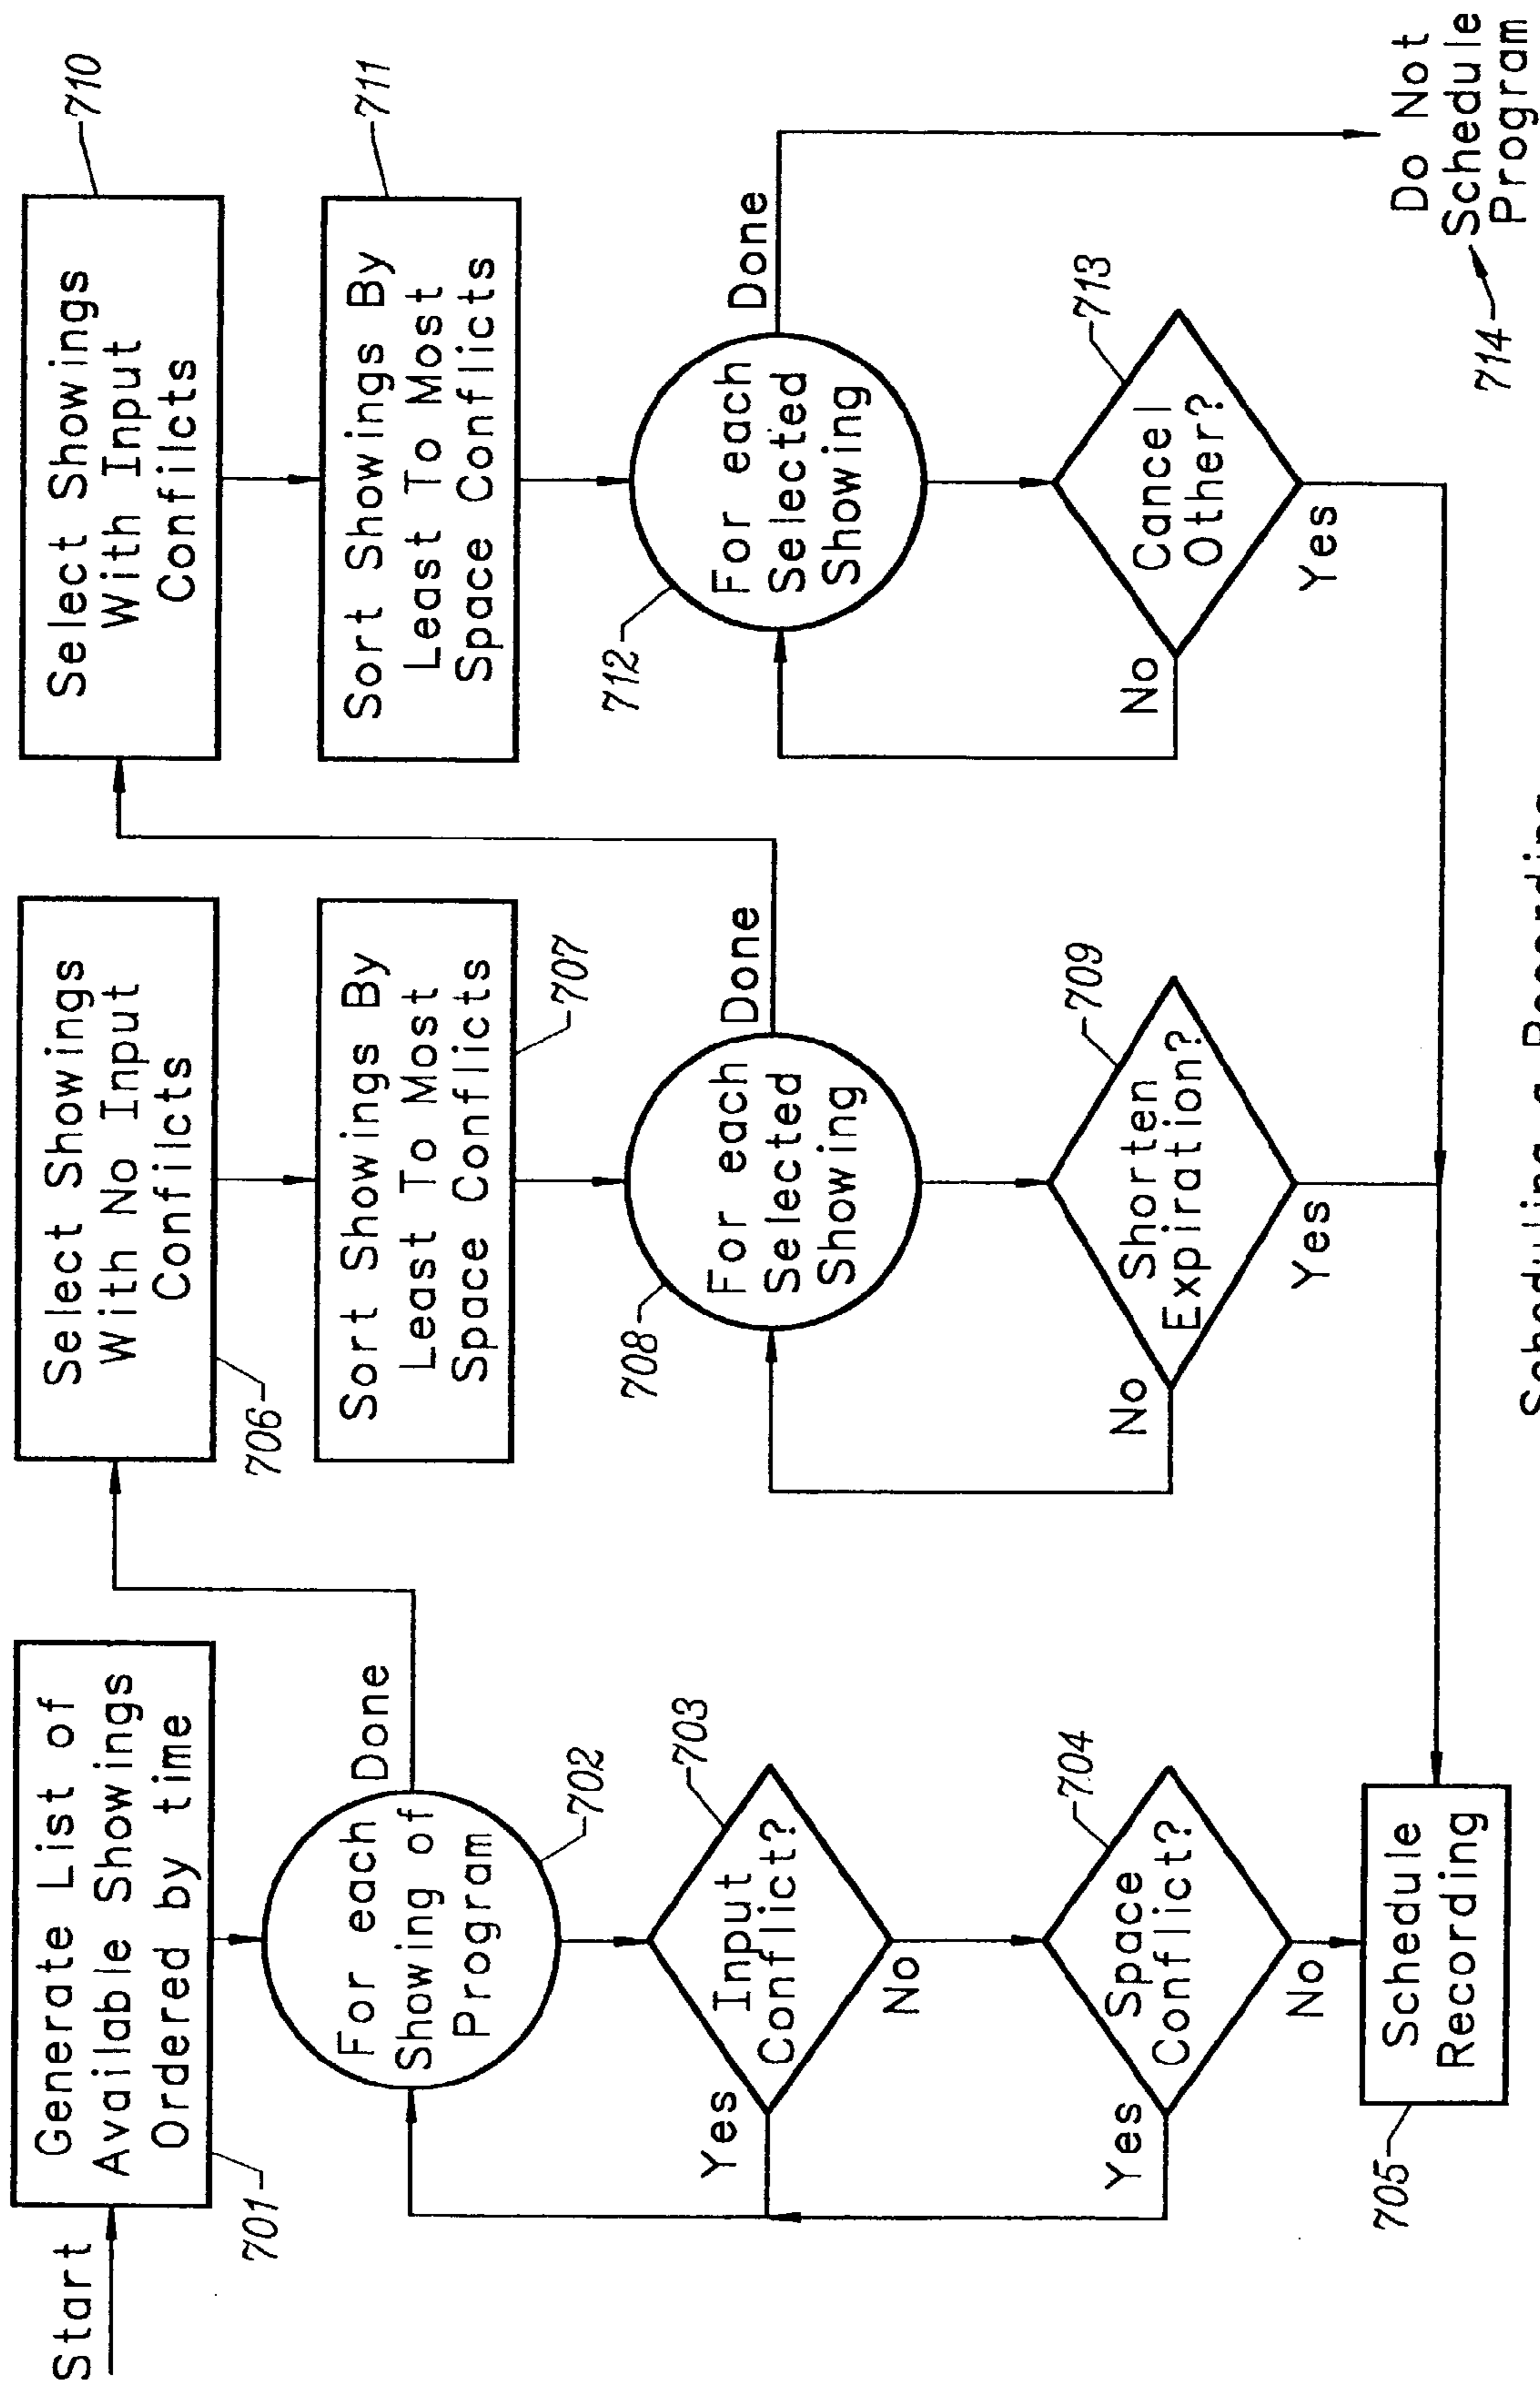 Start
Generate List of
Available Showings
Ordered by time
701
For each
Showing of
Program
Done
702
Input
Conflict?
703
Yes
No
Space
Conflict?
704
Yes
No
Schedule
Recording
705
Select Showings
With No Input
Confilcts
706
Sort Showings By
Least To Most
Space Conflicts
707
For each
Selected
Showing
Done
708
Shorten
Expiration?
709
No
Yes
Select Showings
With Input
Confilcts
710
Sort Showings By
Least To Most
Space Conflicts
711
For each
Selected
Showing
Done
712
Cancel
Other?
713
No
Yes
Do Not
Schedule
Program
714
Scheduling a Recording